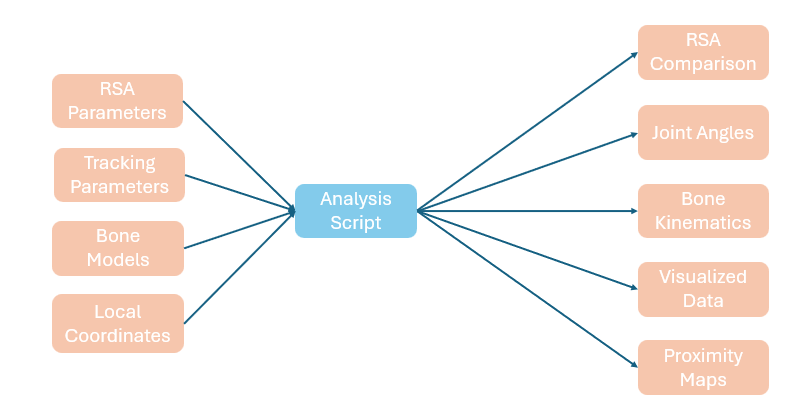 RSA
Parameters
Tracking
Parameters
Bone
Models
Local
Coordinates
Analysis
Script
RSA
Comparison
Joint Angles
Bone
Kinematics
Visualized
Data
Proximity
Maps